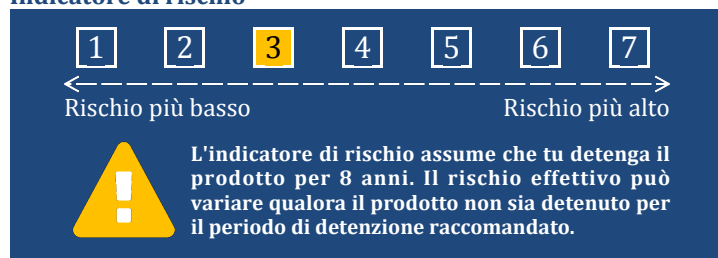 Indicatore di rischio
1 2 3 4 5 6 7
Rischio più basso Rischio più alto
L'indicatore di rischio assume che tu detenga il
prodotto per 8 anni. Il rischio effettivo può
variare qualora il prodotto non sia detenuto per
il periodo di detenzione raccomandato.